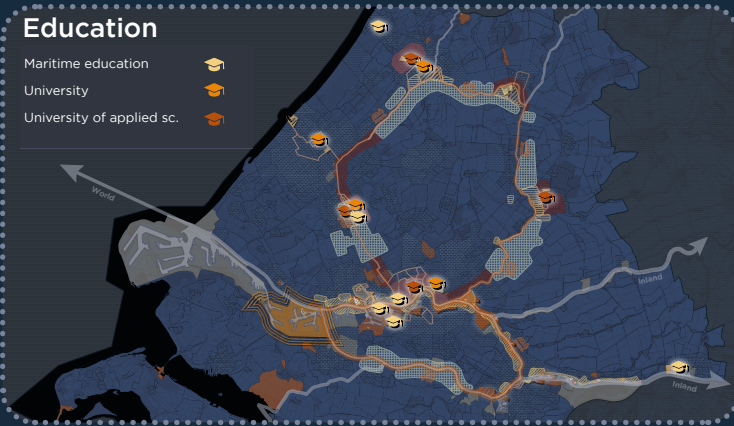 Education
Maritime education
University
University of applied sc.
World
Inland
Inland